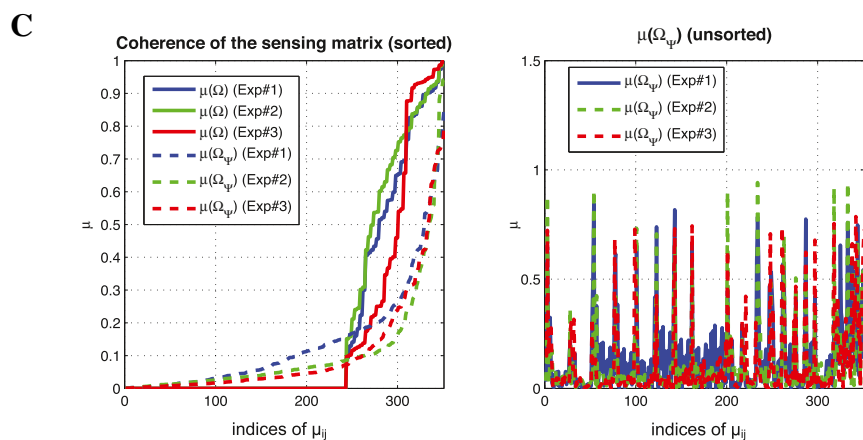 C
Coherence of the sensing matrix (sorted)
1
0.9
0.8
0.7
0.6
0.5
0.4
0.3
0.2
0.1
0
μ
μ(Ω) (Exp#1)
μ(Ω) (Exp#2)
μ(Ω) (Exp#3)
μ(Ω_Ψ) (Exp#1)
μ(Ω_Ψ) (Exp#2)
μ(Ω_Ψ) (Exp#3)
0 100 200 300
indices of μ_ij
μ(Ω_Ψ) (unsorted)
1.5
1
0.5
0
μ
μ(Ω_Ψ) (Exp#1)
μ(Ω_Ψ) (Exp#2)
μ(Ω_Ψ) (Exp#3)
0 100 200 300
indices of μ_ij